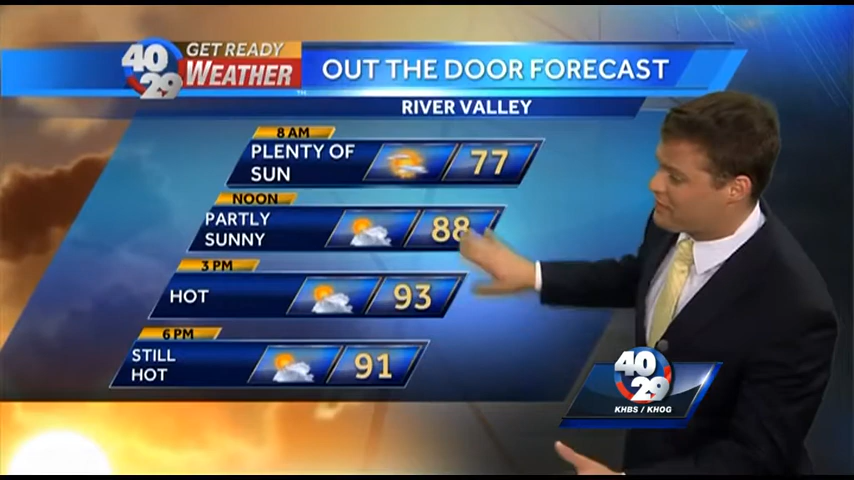 40
29
GET READY
WEATHER
TM
OUT THE DOOR FORECAST
RIVER VALLEY
8 AM
PLENTY OF
SUN
77
NOON
PARTLY
SUNNY
88
3 PM
HOT
93
6 PM
STILL
HOT
91
40
29
KHBS / KHOG